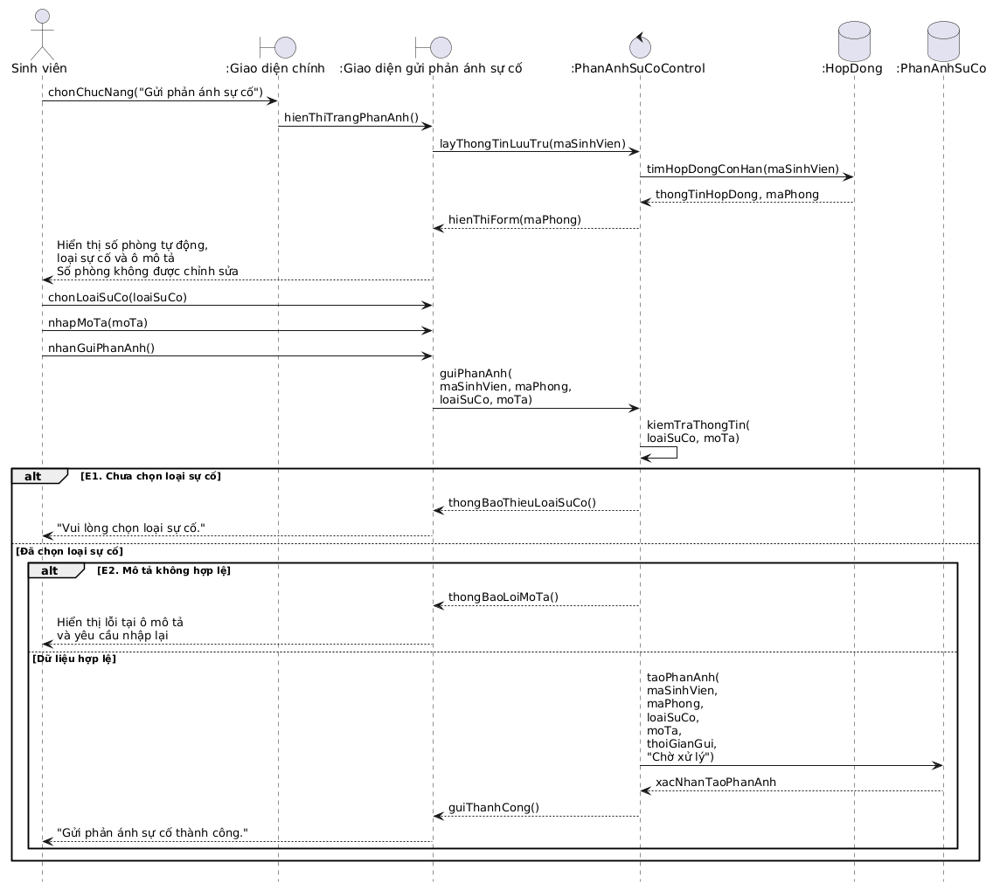 Sinh viên
:Giao diện chính
:Giao diện gửi phản ánh sự cố
:PhanAnhSuCoControl
:HopDong
:PhanAnhSuCo
chonChucNang("Gửi phản ánh sự cố")
hienThiTrangPhanAnh()
layThongTinLuuTru(maSinhVien)
timHopDongConHan(maSinhVien)
thongTinHopDong, maPhong
hienThiForm(maPhong)
Hiển thị số phòng tự động,
loại sự cố và ô mô tả
Số phòng không được chỉnh sửa
chonLoaiSuCo(loaiSuCo)
nhapMoTa(moTa)
nhanGuiPhanAnh()
guiPhanAnh(
maSinhVien, maPhong,
loaiSuCo, moTa)
kiemTraThongTin(
loaiSuCo, moTa)
alt [E1. Chưa chọn loại sự cố]
thongBaoThieuLoaiSuCo()
"Vui lòng chọn loại sự cố."
[Đã chọn loại sự cố]
alt [E2. Mô tả không hợp lệ]
thongBaoLoiMoTa()
Hiển thị lỗi tại ô mô tả
và yêu cầu nhập lại
[Dữ liệu hợp lệ]
taoPhanAnh(
maSinhVien,
maPhong,
loaiSuCo,
moTa,
thoiGianGui,
"Chờ xử lý")
xacNhanTaoPhanAnh
guiThanhCong()
"Gửi phản ánh sự cố thành công."